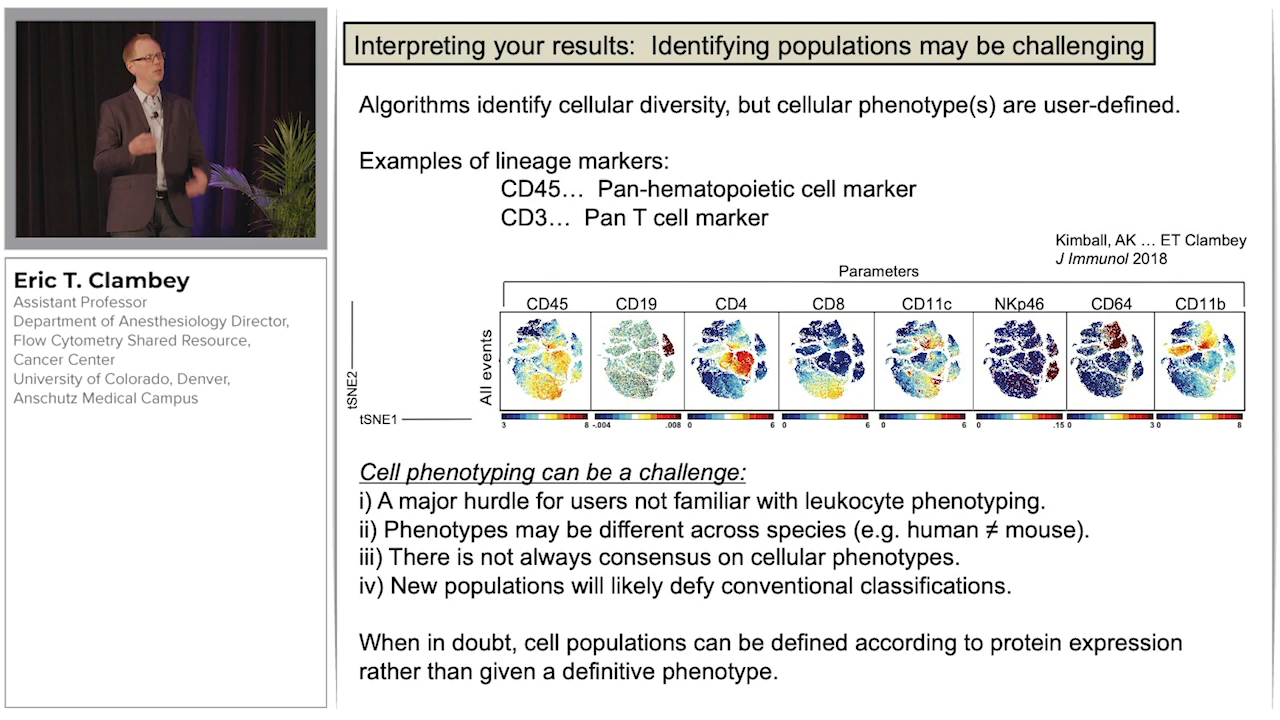 Interpreting your results: Identifying populations may be challenging
Algorithms identify cellular diversity, but cellular phenotype(s) are user-defined.
Examples of lineage markers:
CD45… Pan-hematopoietic cell marker
CD3… Pan T cell marker
Kimball, AK … ET Clambey
J Immunol 2018
Parameters
CD45 CD19 CD4 CD8 CD11c NKp46 CD64 CD11b
All events
tSNE2
tSNE1
3 8 -.004 .008 0 6 0 6 0 6 0 .15 0 3 0 8
Cell phenotyping can be a challenge:
i) A major hurdle for users not familiar with leukocyte phenotyping.
ii) Phenotypes may be different across species (e.g. human ≠ mouse).
iii) There is not always consensus on cellular phenotypes.
iv) New populations will likely defy conventional classifications.
When in doubt, cell populations can be defined according to protein expression
rather than given a definitive phenotype.
Eric T. Clambey
Assistant Professor
Department of Anesthesiology Director,
Flow Cytometry Shared Resource,
Cancer Center
University of Colorado, Denver,
Anschutz Medical Campus